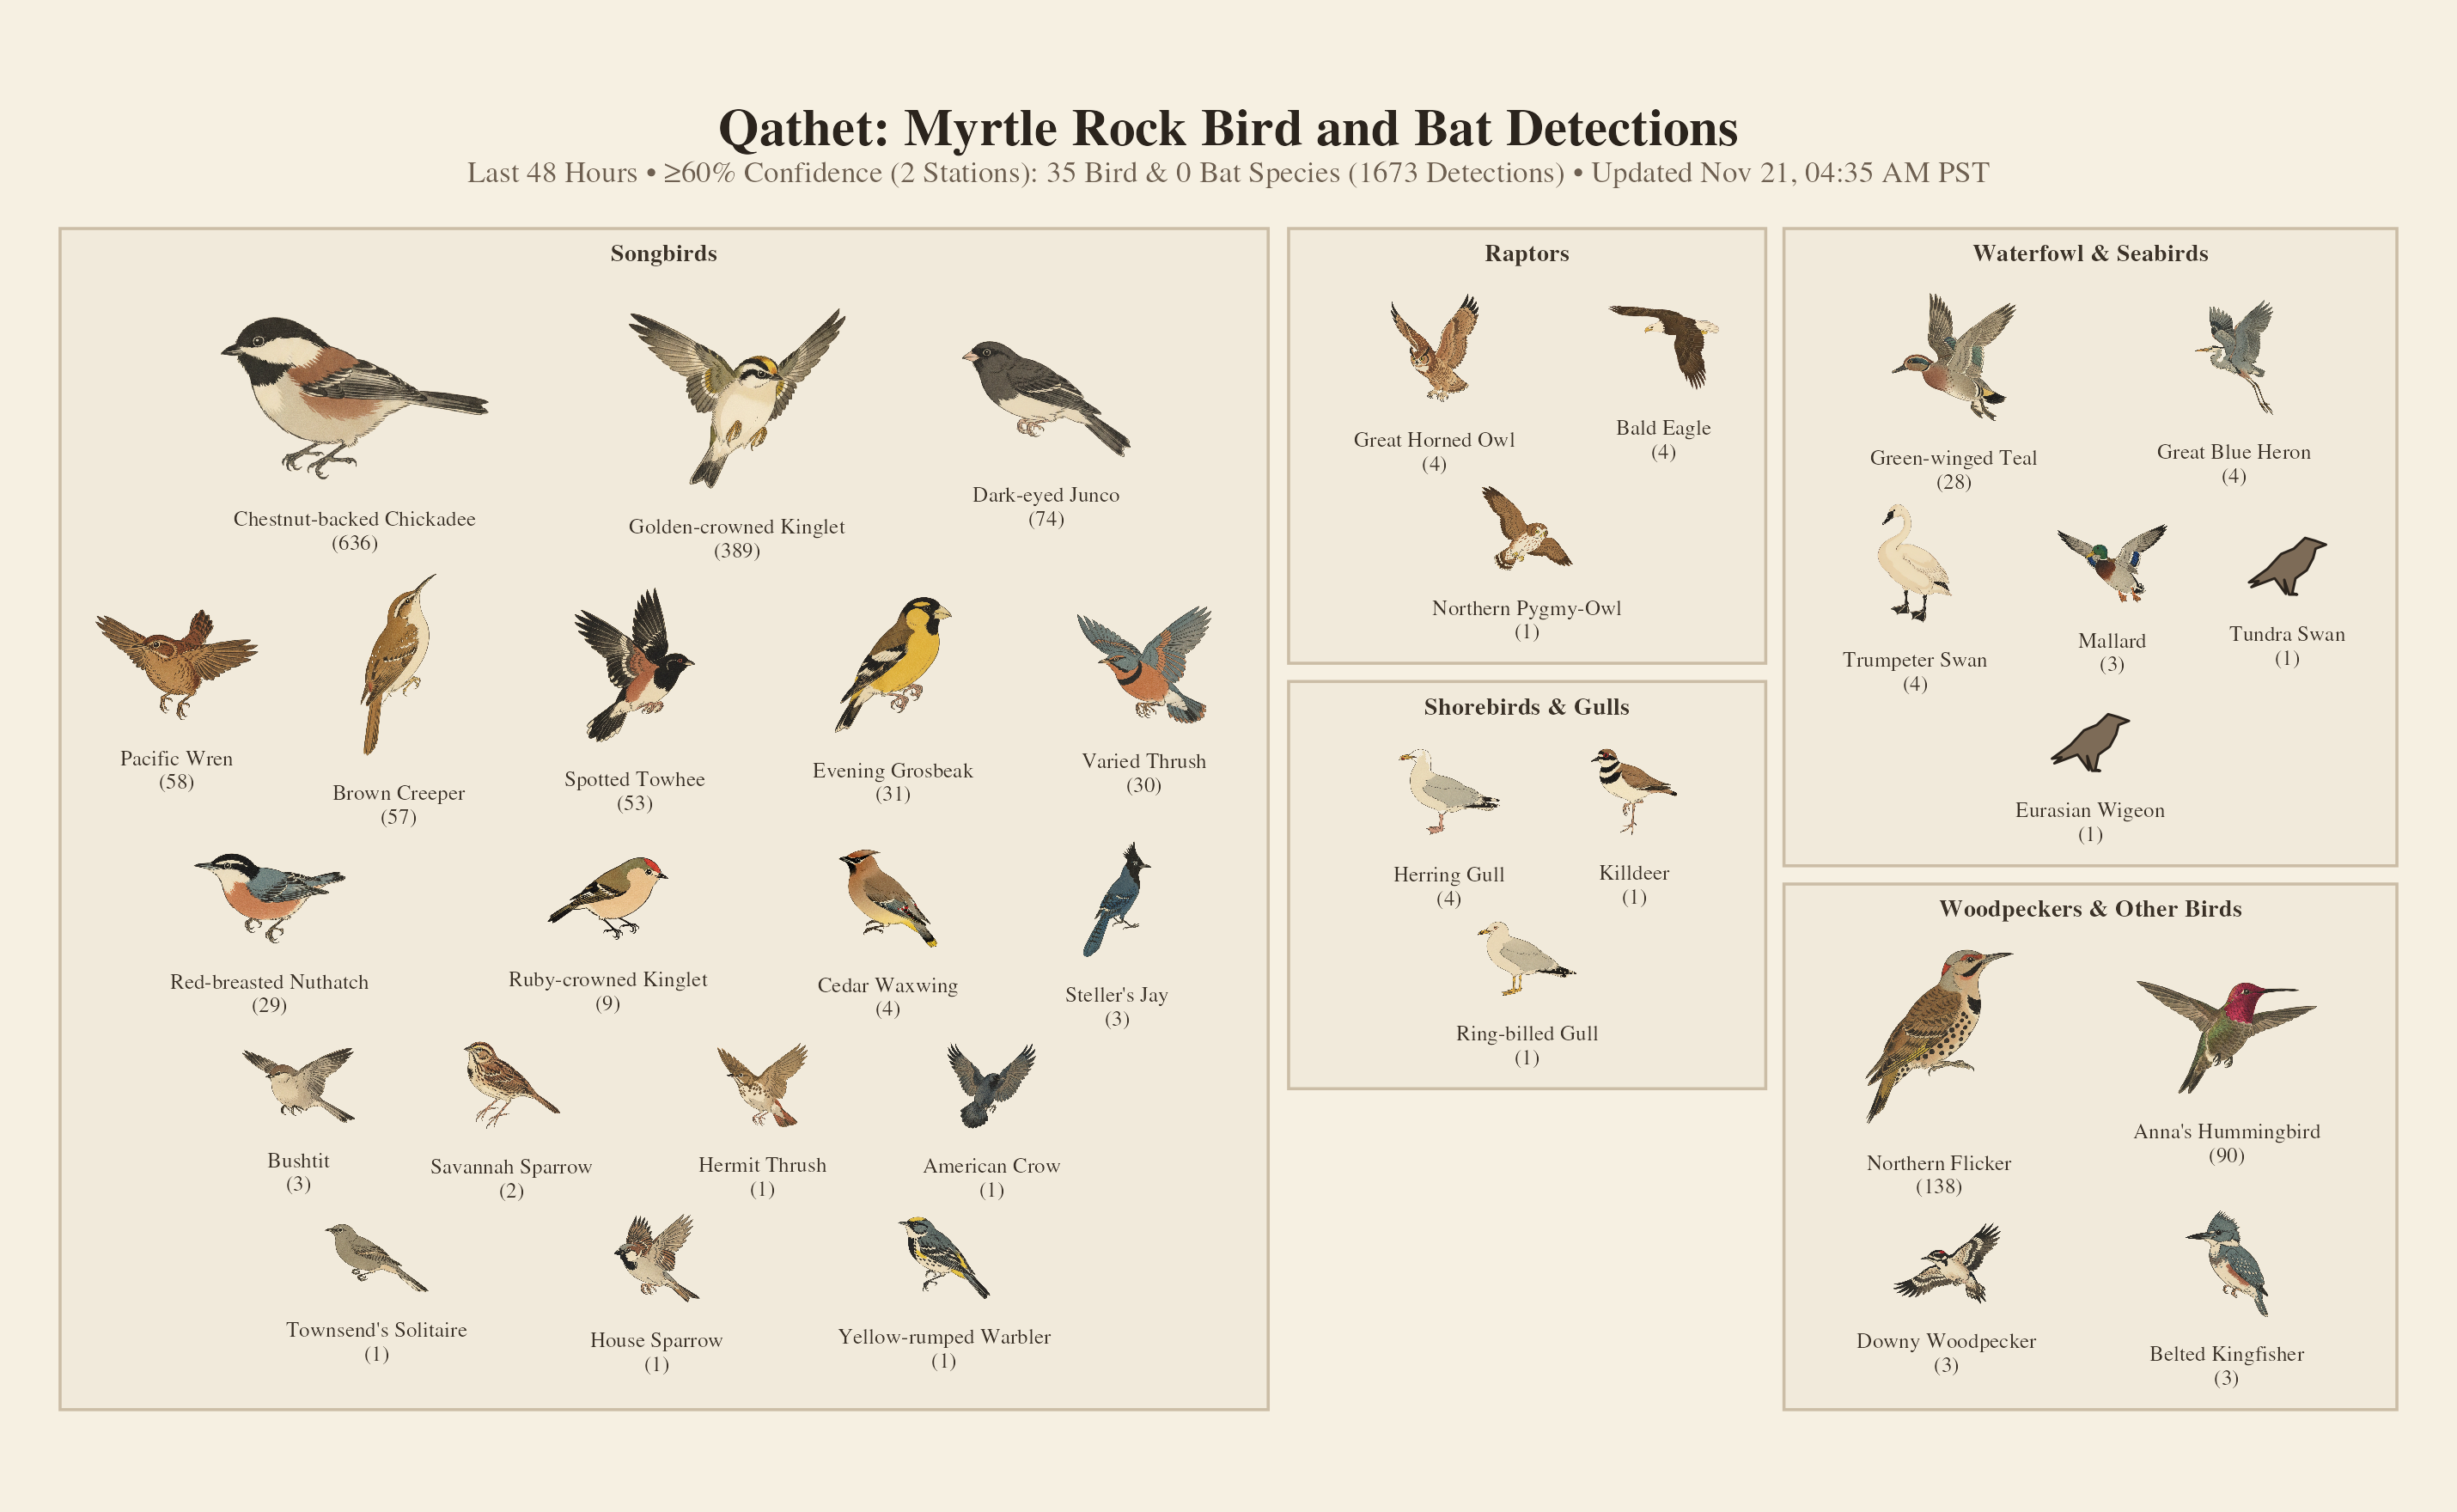 Qathet: Myrtle Rock Bird and Bat Detections
Last 48 Hours • ≥60% Confidence (2 Stations): 35 Bird & 0 Bat Species (1673 Detections) • Updated Nov 21, 04:35 AM PST
Songbirds
Chestnut-backed Chickadee
(636)
Golden-crowned Kinglet
(389)
Dark-eyed Junco
(74)
Pacific Wren
(58)
Brown Creeper
(57)
Spotted Towhee
(53)
Evening Grosbeak
(31)
Varied Thrush
(30)
Red-breasted Nuthatch
(29)
Ruby-crowned Kinglet
(9)
Cedar Waxwing
(4)
Steller's Jay
(3)
Bushtit
(3)
Savannah Sparrow
(2)
Hermit Thrush
(1)
American Crow
(1)
Townsend's Solitaire
(1)
House Sparrow
(1)
Yellow-rumped Warbler
(1)
Raptors
Great Horned Owl
(4)
Bald Eagle
(4)
Northern Pygmy-Owl
(1)
Shorebirds & Gulls
Herring Gull
(4)
Killdeer
(1)
Ring-billed Gull
(1)
Waterfowl & Seabirds
Green-winged Teal
(28)
Great Blue Heron
(4)
Trumpeter Swan
(4)
Mallard
(3)
Tundra Swan
(1)
Eurasian Wigeon
(1)
Woodpeckers & Other Birds
Northern Flicker
(138)
Anna's Hummingbird
(90)
Downy Woodpecker
(3)
Belted Kingfisher
(3)